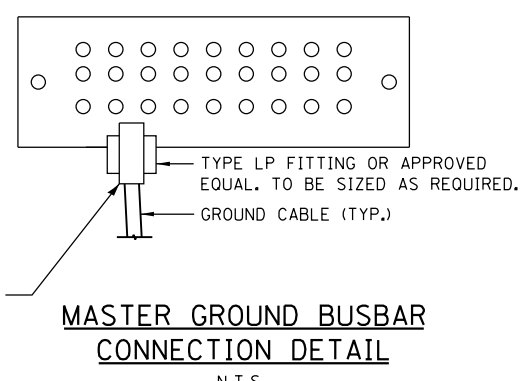 TYPE LP FITTING OR APPROVED
EQUAL. TO BE SIZED AS REQUIRED.
GROUND CABLE (TYP.)
MASTER GROUND BUSBAR
CONNECTION DETAIL
N.T.S.